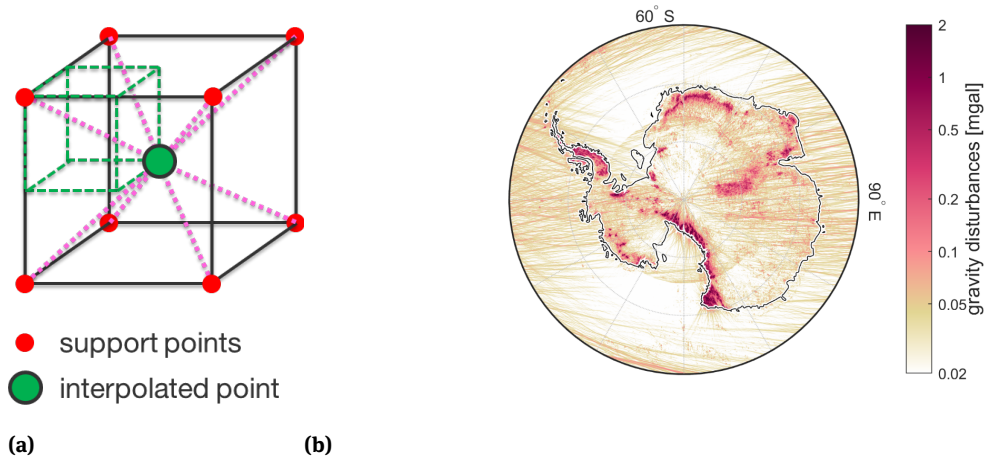 support points
interpolated point
(a)
60° S
90° E
2
1
0.5
0.2
0.1
0.05
0.02
gravity disturbances [mgal]
(b)